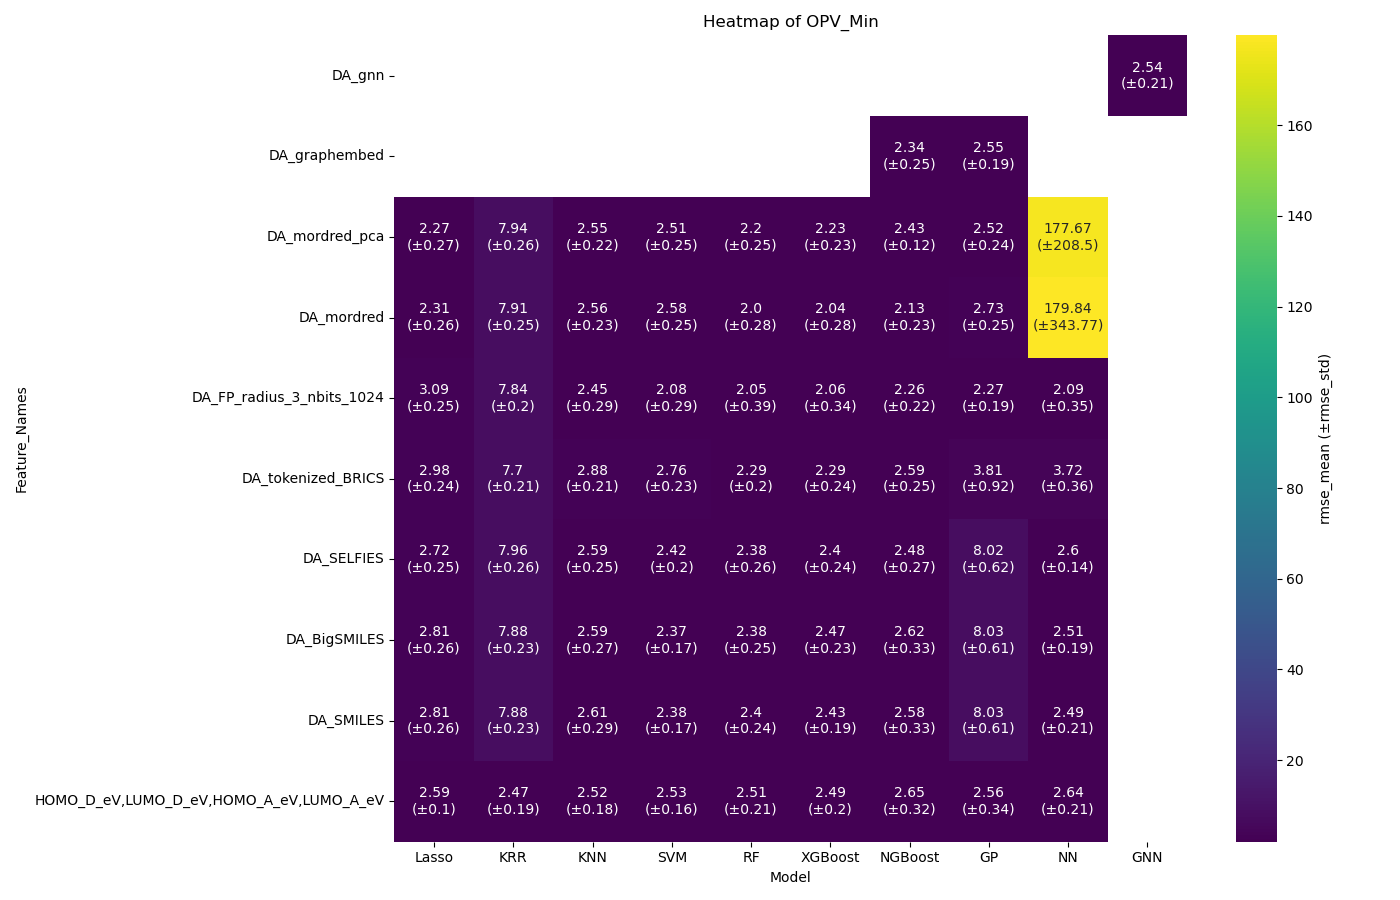 Heatmap of OPV_Min
DA_gnn
2.54
(±0.21)
DA_graphembed
2.34 2.55
(±0.25) (±0.19)
DA_mordred_pca
2.27 7.94 2.55 2.51 2.2 2.23 2.43 2.52 177.67
(±0.27) (±0.26) (±0.22) (±0.25) (±0.25) (±0.23) (±0.12) (±0.24) (±208.5)
DA_mordred
2.31 7.91 2.56 2.58 2.0 2.04 2.13 2.73 179.84
(±0.26) (±0.25) (±0.23) (±0.25) (±0.28) (±0.28) (±0.23) (±0.25) (±343.77)
DA_FP_radius_3_nbits_1024
3.09 7.84 2.45 2.08 2.05 2.06 2.26 2.27 2.09
(±0.25) (±0.2) (±0.29) (±0.29) (±0.39) (±0.34) (±0.22) (±0.19) (±0.35)
DA_tokenized_BRICS
2.98 7.7 2.88 2.76 2.29 2.29 2.59 3.81 3.72
(±0.24) (±0.21) (±0.21) (±0.23) (±0.2) (±0.24) (±0.25) (±0.92) (±0.36)
DA_SELFIES
2.72 7.96 2.59 2.42 2.38 2.4 2.48 8.02 2.6
(±0.25) (±0.26) (±0.25) (±0.2) (±0.26) (±0.24) (±0.27) (±0.62) (±0.14)
DA_BigSMILES
2.81 7.88 2.59 2.37 2.38 2.47 2.62 8.03 2.51
(±0.26) (±0.23) (±0.27) (±0.17) (±0.25) (±0.23) (±0.33) (±0.61) (±0.19)
DA_SMILES
2.81 7.88 2.61 2.38 2.4 2.43 2.58 8.03 2.49
(±0.26) (±0.23) (±0.29) (±0.17) (±0.24) (±0.19) (±0.33) (±0.61) (±0.21)
HOMO_D_eV,LUMO_D_eV,HOMO_A_eV,LUMO_A_eV
2.59 2.47 2.52 2.53 2.51 2.49 2.65 2.56 2.64
(±0.1) (±0.19) (±0.18) (±0.16) (±0.21) (±0.2) (±0.32) (±0.34) (±0.21)
Lasso KRR KNN SVM RF XGBoost NGBoost GP NN GNN
Model
Feature_Names
160
140
120
100
80
60
40
20
rmse_mean (±rmse_std)